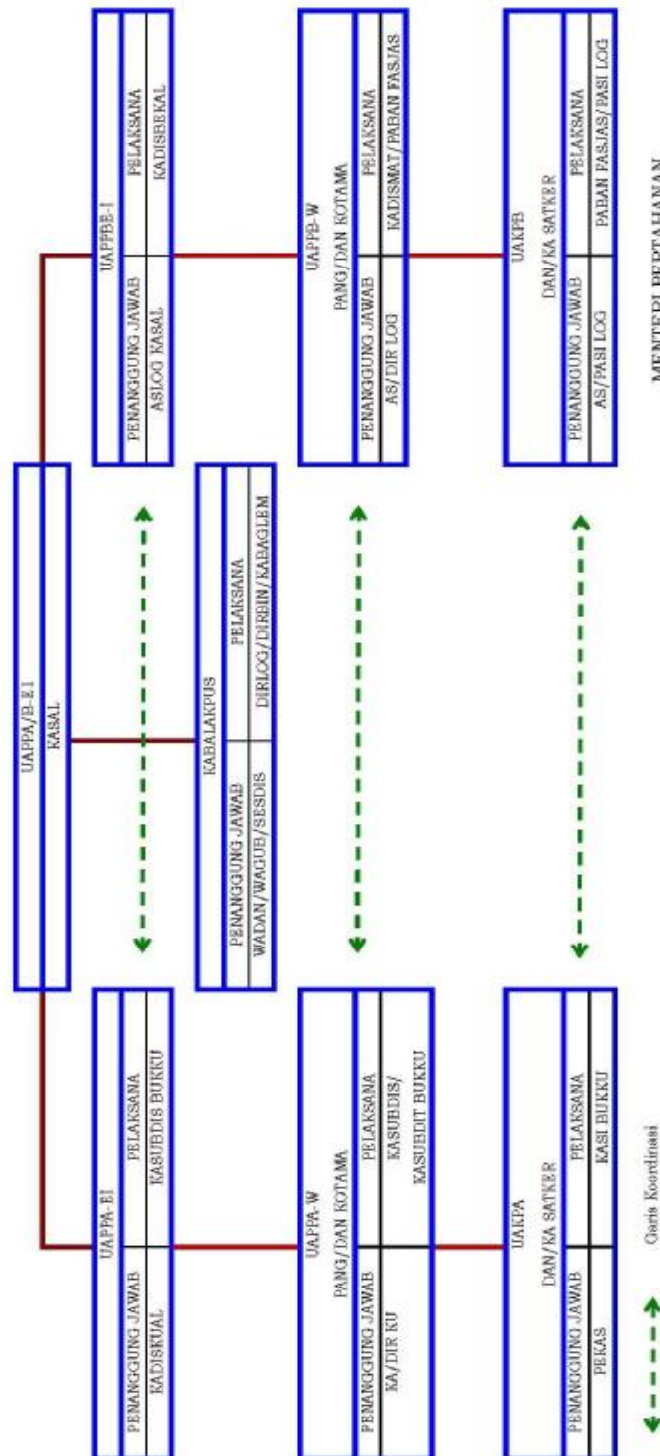 UAPPA/B-E1
KASAL
UAPPA-E1
PENANGGUNG JAWAB PELAKSANA
KADISKUAL KASUBDIS BUKKU
UAPPBE-I
PENANGGUNG JAWAB PELAKSANA
ASLOG KASAL KADISBEKAL
KABALAKPUS
PENANGGUNG JAWAB PELAKSANA
WADAN/WAGUB/SESDIS DIRLOG/DIRBIN/KABAGLEM
UAPPA-W
PANG/DAN KOTAMA
PENANGGUNG JAWAB PELAKSANA
KA/DIR KU KASUBDIS/
KASUBDIT BUKKU
UAPPB-W
PANG/DAN KOTAMA
PENANGGUNG JAWAB PELAKSANA
AS/DIR LOG KADISMAT/PABAN FASJAS
UAKPA
DAN/KA SATKER
PENANGGUNG JAWAB PELAKSANA
PEKAS KASI BUKKU
UAKPB
DAN/KA SATKER
PENANGGUNG JAWAB PELAKSANA
AS/PASI LOG PABAN FASJAS/PASI LOG
Garis Koordinasi
MENTERI PERTAHANAN